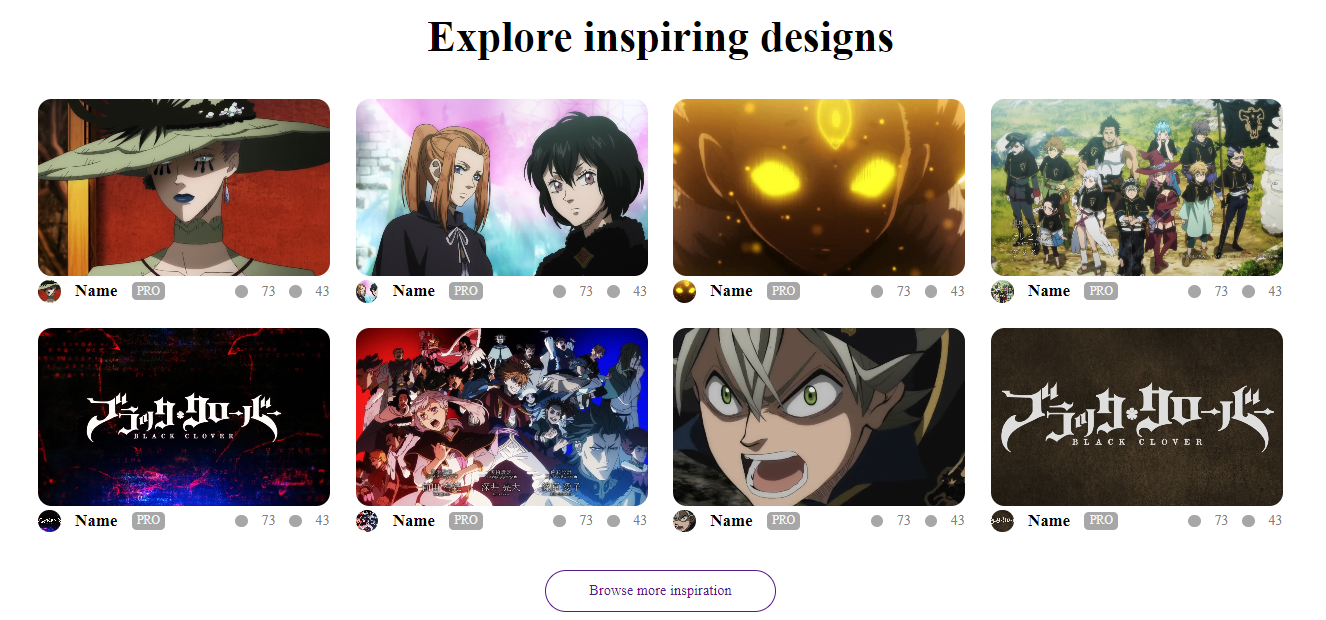 Explore inspiring designs
Name PRO 73 43
Name PRO 73 43
Name PRO 73 43
Name PRO 73 43
ブラック・クローバー
BLACK CLOVER
ブラック・クローバー
BLACK CLOVER
Name PRO 73 43
Name PRO 73 43
Name PRO 73 43
Name PRO 73 43
Browse more inspiration